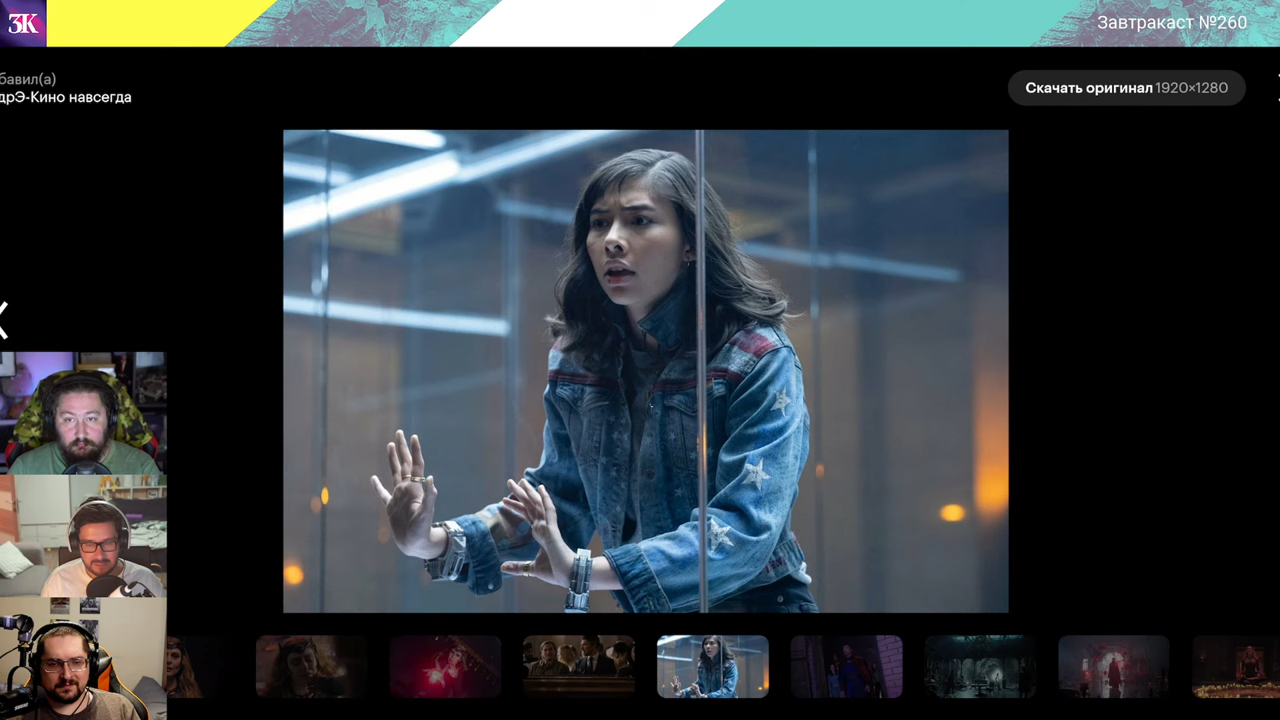 ЗК
Завтракаст №260
бавил(а)
дрЭ-Кино навсегда
Скачать оригинал 1920×1280